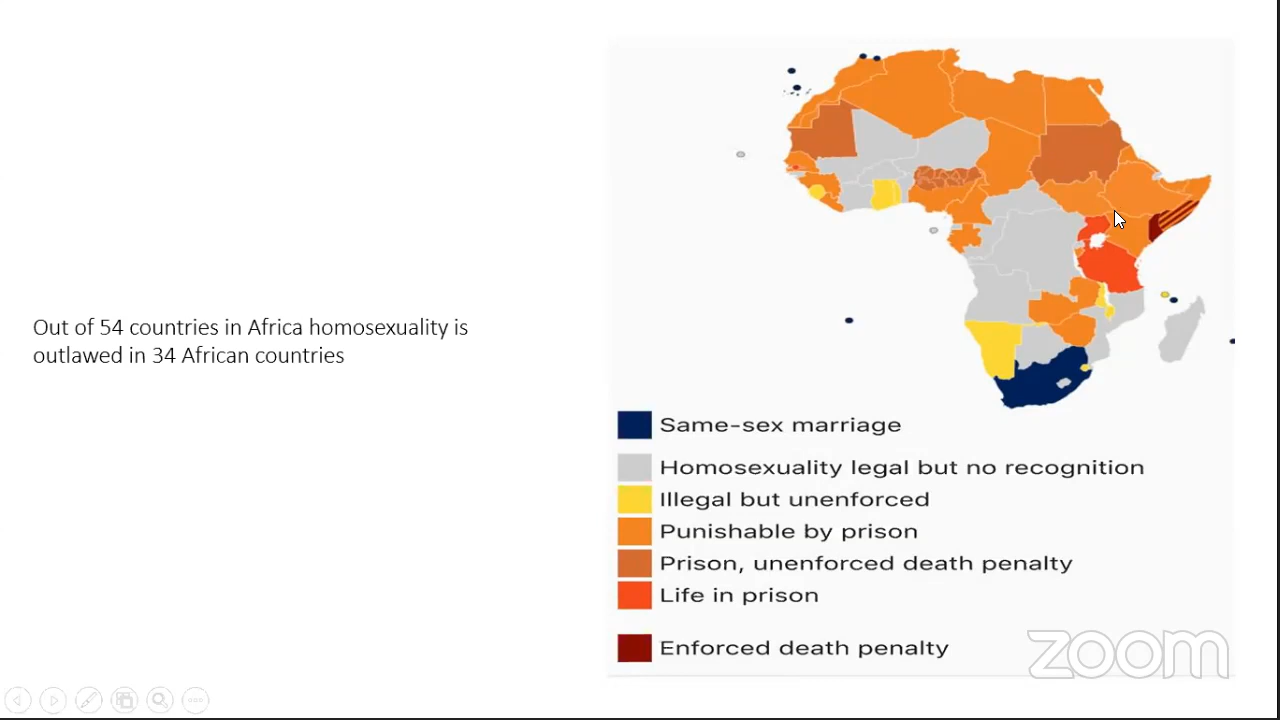 Out of 54 countries in Africa homosexuality is
outlawed in 34 African countries
Same-sex marriage
Homosexuality legal but no recognition
Illegal but unenforced
Punishable by prison
Prison, unenforced death penalty
Life in prison
Enforced death penalty
zoom